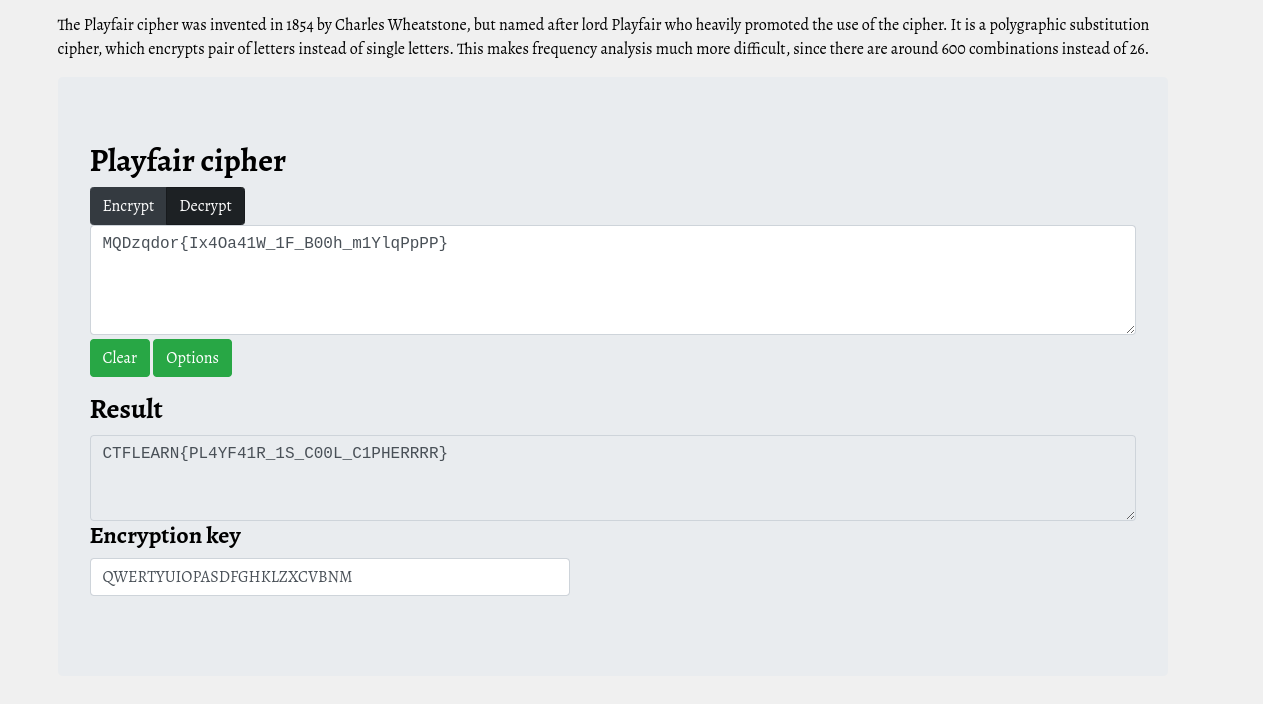 The Playfair cipher was invented in 1854 by Charles Wheatstone, but named after lord Playfair who heavily promoted the use of the cipher. It is a polygraphic substitution
cipher, which encrypts pair of letters instead of single letters. This makes frequency analysis much more difficult, since there are around 600 combinations instead of 26.
Playfair cipher
Encrypt Decrypt
MQDzqdor{Ix4Oa41W_1F_B00h_m1YlqPpPP}
Clear Options
Result
CTFLEARN{PL4YF41R_1S_C00L_C1PHERRRR}
Encryption key
QWERTYUIOPASDFGHKLZXCVBNM